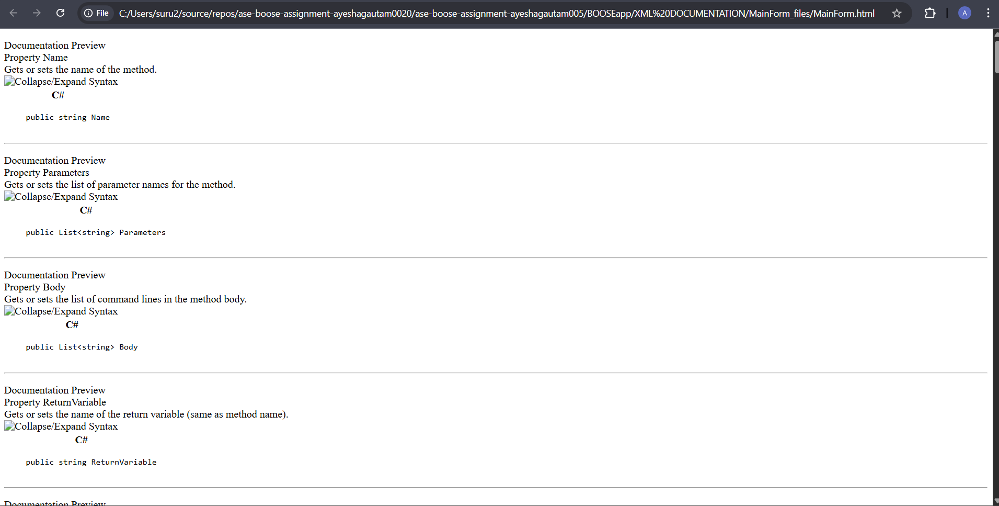 File
C:/Users/suru2/source/repos/ase-boose-assignment-ayeshagautam0020/ase-boose-assignment-ayeshagautam005/BOOSEapp/XML%20DOCUMENTATION/MainForm_files/MainForm.html
A
Documentation Preview
Property Name
Gets or sets the name of the method.
Collapse/Expand Syntax
C#
public string Name
Documentation Preview
Property Parameters
Gets or sets the list of parameter names for the method.
Collapse/Expand Syntax
C#
public List<string> Parameters
Documentation Preview
Property Body
Gets or sets the list of command lines in the method body.
Collapse/Expand Syntax
C#
public List<string> Body
Documentation Preview
Property ReturnVariable
Gets or sets the name of the return variable (same as method name).
Collapse/Expand Syntax
C#
public string ReturnVariable
Documentation Preview